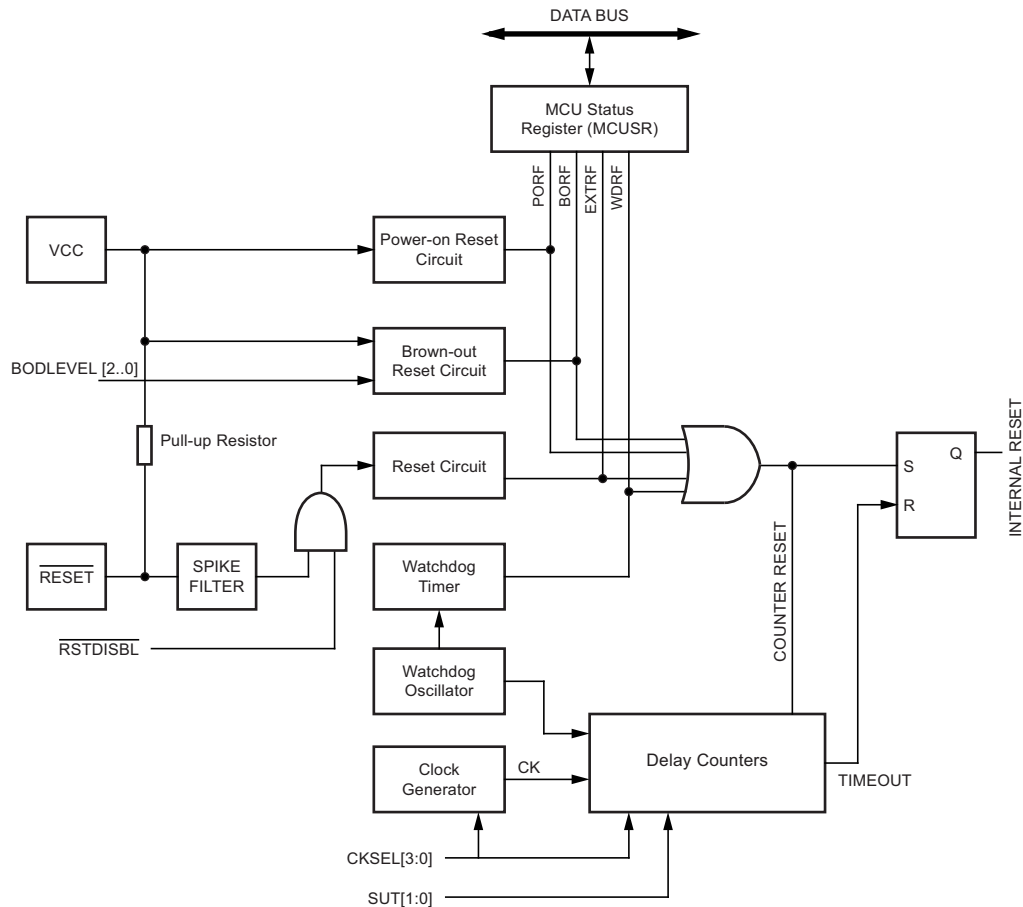 DATA BUS
MCU Status
Register (MCUSR)
PORF
BORF
EXTRF
WDRF
VCC
Power-on Reset
Circuit
Brown-out
Reset Circuit
BODLEVEL [2..0]
Pull-up Resistor
Reset Circuit
S
Q
R
INTERNAL RESET
RESET
SPIKE
FILTER
Watchdog
Timer
COUNTER RESET
RSTDISBL
Watchdog
Oscillator
Delay Counters
Clock
Generator
CK
TIMEOUT
CKSEL[3:0]
SUT[1:0]